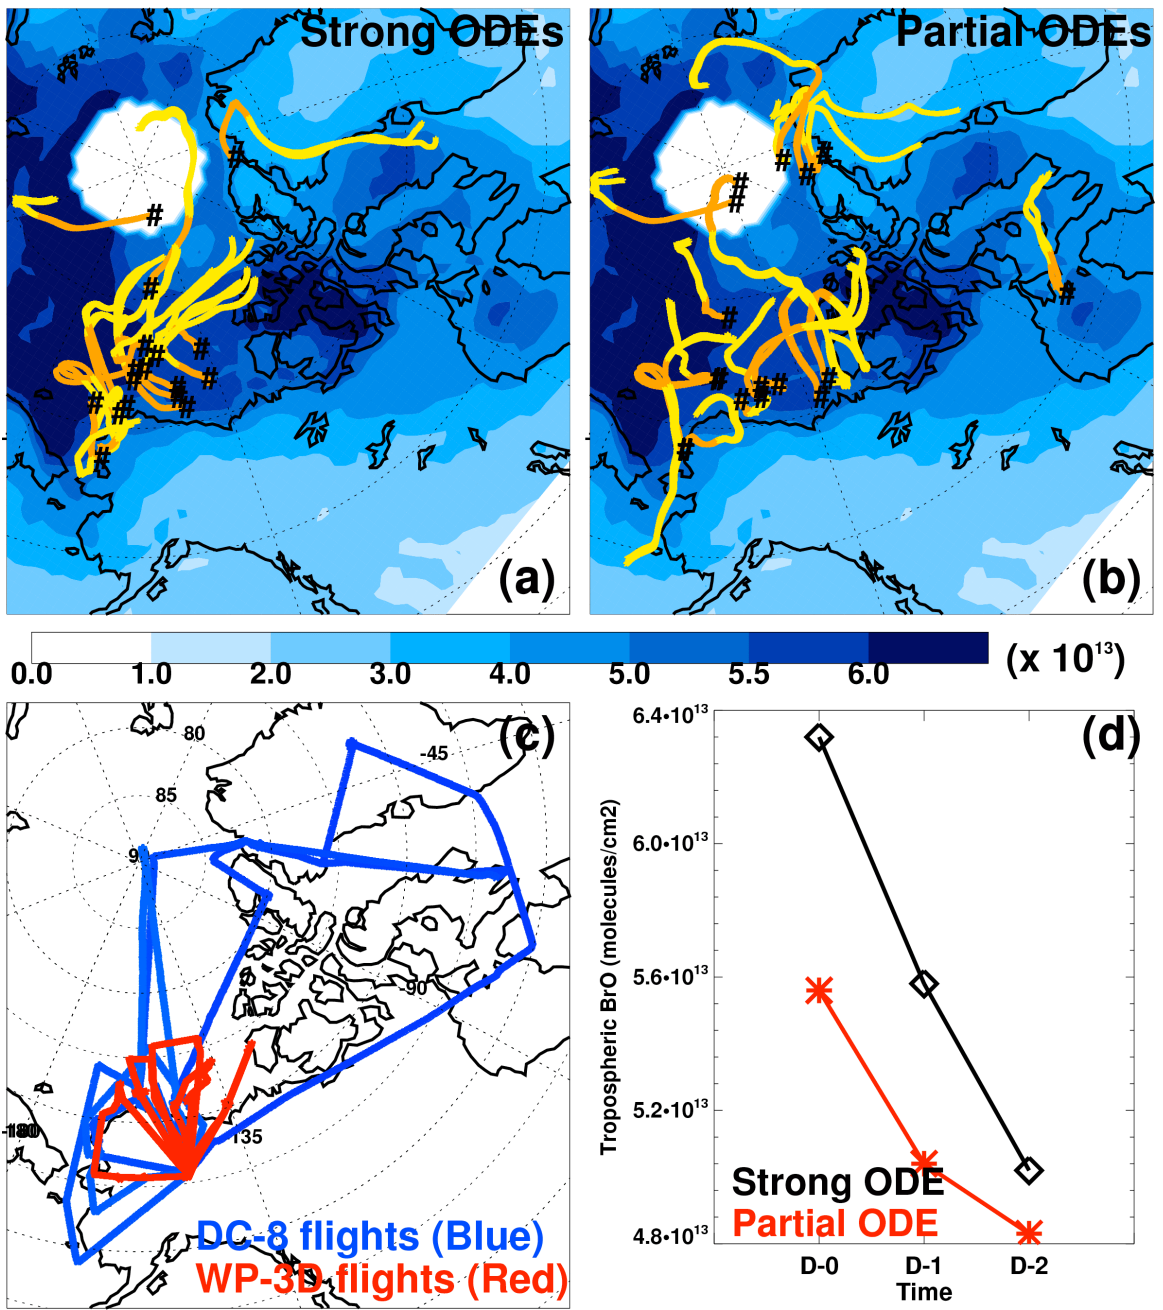 Strong ODEs
Partial ODEs
#
(a)
(b)
0.0 1.0 2.0 3.0 4.0 5.0 5.5 6.0 (x 10¹³)
(c)
80
-45
85
-90
135
-180
DC-8 flights (Blue)
WP-3D flights (Red)
(d)
6.4•10¹³
6.0•10¹³
5.6•10¹³
5.2•10¹³
4.8•10¹³
Tropospheric BrO (molecules/cm2)
Strong ODE
Partial ODE
D-0 D-1 D-2
Time